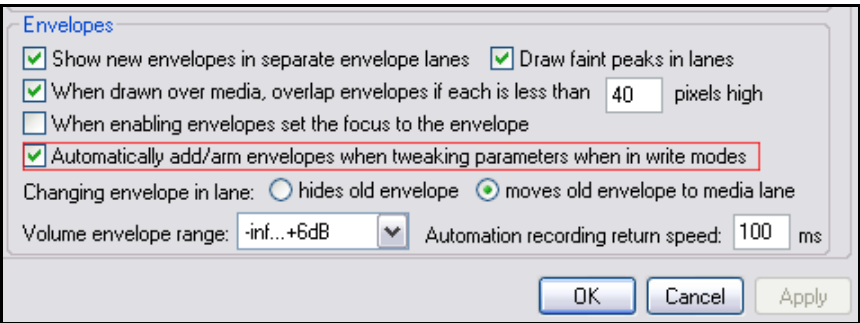 Envelopes
Show new envelopes in separate envelope lanes Draw faint peaks in lanes
When drawn over media, overlap envelopes if each is less than 40 pixels high
When enabling envelopes set the focus to the envelope
Automatically add/arm envelopes when tweaking parameters when in write modes
Changing envelope in lane: hides old envelope moves old envelope to media lane
Volume envelope range: -inf...+6dB Automation recording return speed: 100 ms
OK Cancel Apply